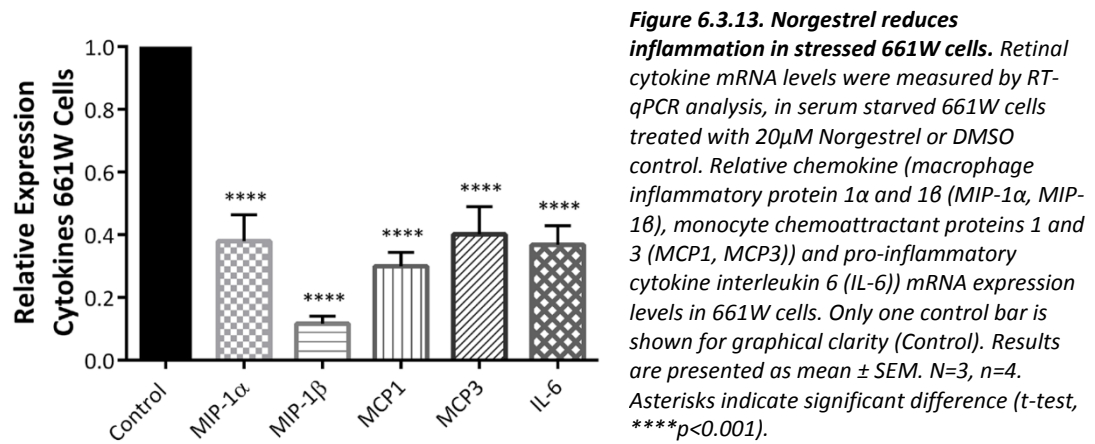 Relative Expression
Cytokines 661W Cells
1.0
0.8
0.6
0.4
0.2
0.0
****
****
****
****
****
Control
MIP-1α
MIP-1β
MCP1
MCP3
IL-6
Figure 6.3.13. Norgestrel reduces
inflammation in stressed 661W cells. Retinal
cytokine mRNA levels were measured by RT-
qPCR analysis, in serum starved 661W cells
treated with 20μM Norgestrel or DMSO
control. Relative chemokine (macrophage
inflammatory protein 1α and 1β (MIP-1α, MIP-
1β), monocyte chemoattractant proteins 1 and
3 (MCP1, MCP3)) and pro-inflammatory
cytokine interleukin 6 (IL-6)) mRNA expression
levels in 661W cells. Only one control bar is
shown for graphical clarity (Control). Results
are presented as mean ± SEM. N=3, n=4.
Asterisks indicate significant difference (t-test,
****p<0.001).